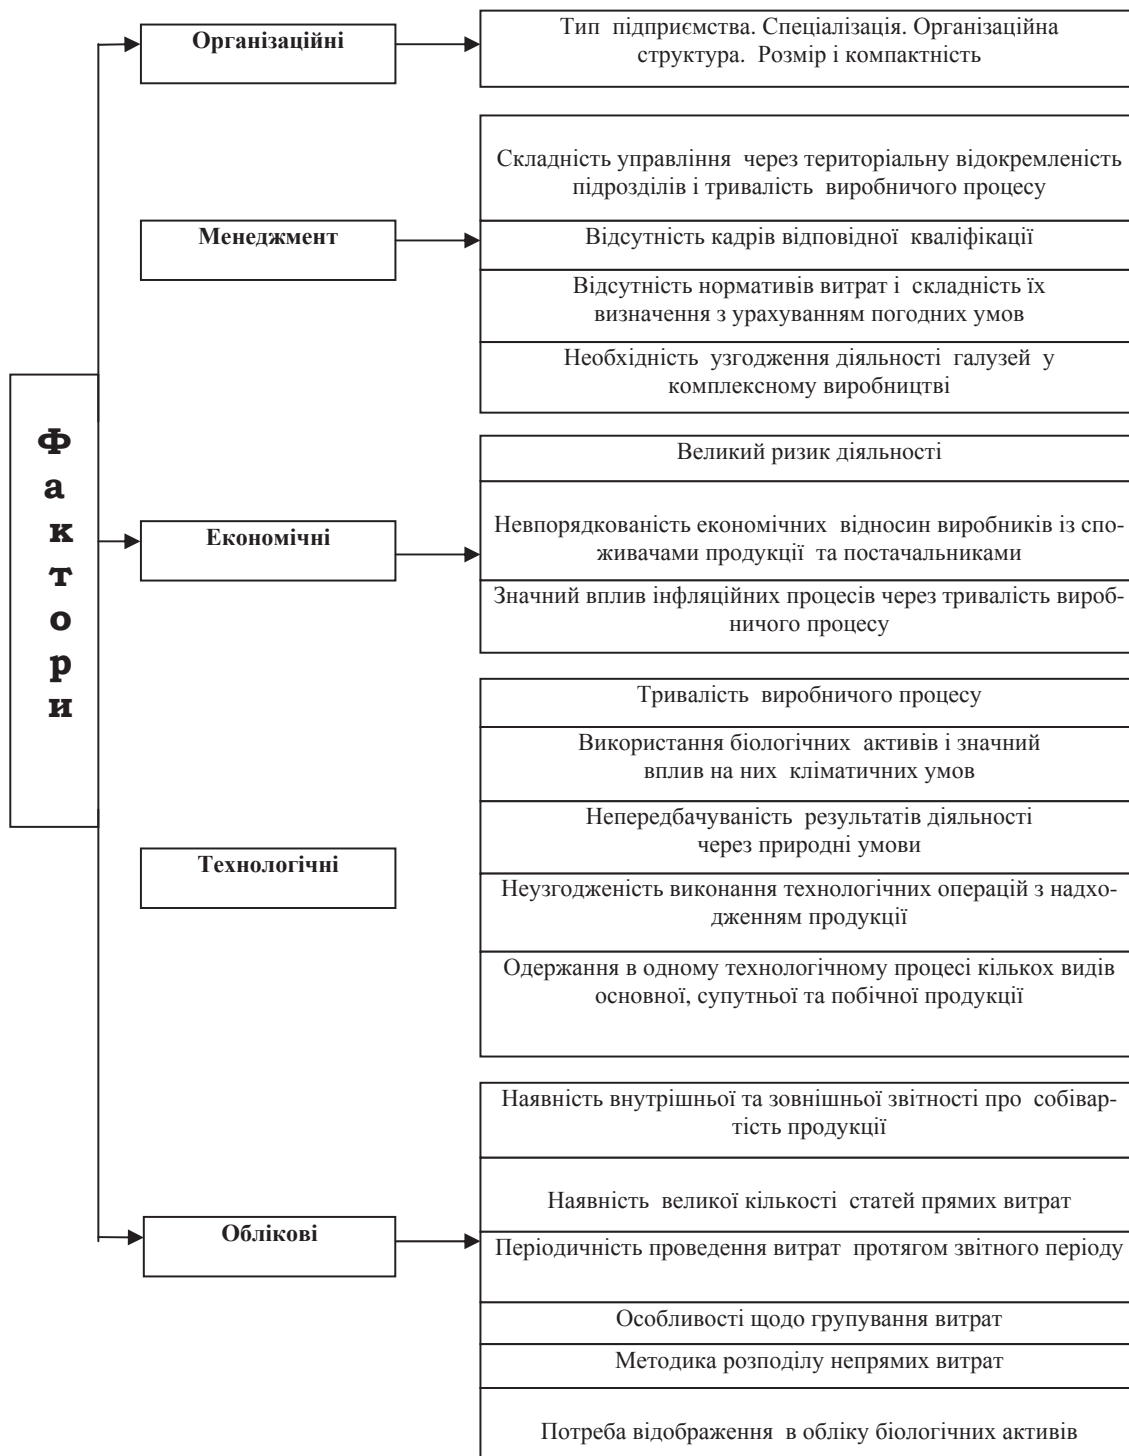 Фактори
Організаційні
Тип підприємства. Спеціалізація. Організаційна
структура. Розмір і компактність
Менеджмент
Складність управління через територіальну відокремленість
підрозділів і тривалість виробничого процесу
Відсутність кадрів відповідної кваліфікації
Відсутність нормативів витрат і складність їх
визначення з урахуванням погодних умов
Необхідність узгодження діяльності галузей у
комплексному виробництві
Економічні
Великий ризик діяльності
Невпорядкованість економічних відносин виробників із спо-
живачами продукції та постачальниками
Значний вплив інфляційних процесів через тривалість вироб-
ничого процесу
Технологічні
Тривалість виробничого процесу
Використання біологічних активів і значний
вплив на них кліматичних умов
Непередбачуваність результатів діяльності
через природні умови
Неузгодженість виконання технологічних операцій з надхо-
дженням продукції
Одержання в одному технологічному процесі кількох видів
основної, супутньої та побічної продукції
Облікові
Наявність внутрішньої та зовнішньої звітності про собівар-
тість продукції
Наявність великої кількості статей прямих витрат
Періодичність проведення витрат протягом звітного періоду
Особливості щодо групування витрат
Методика розподілу непрямих витрат
Потреба відображення в обліку біологічних активів